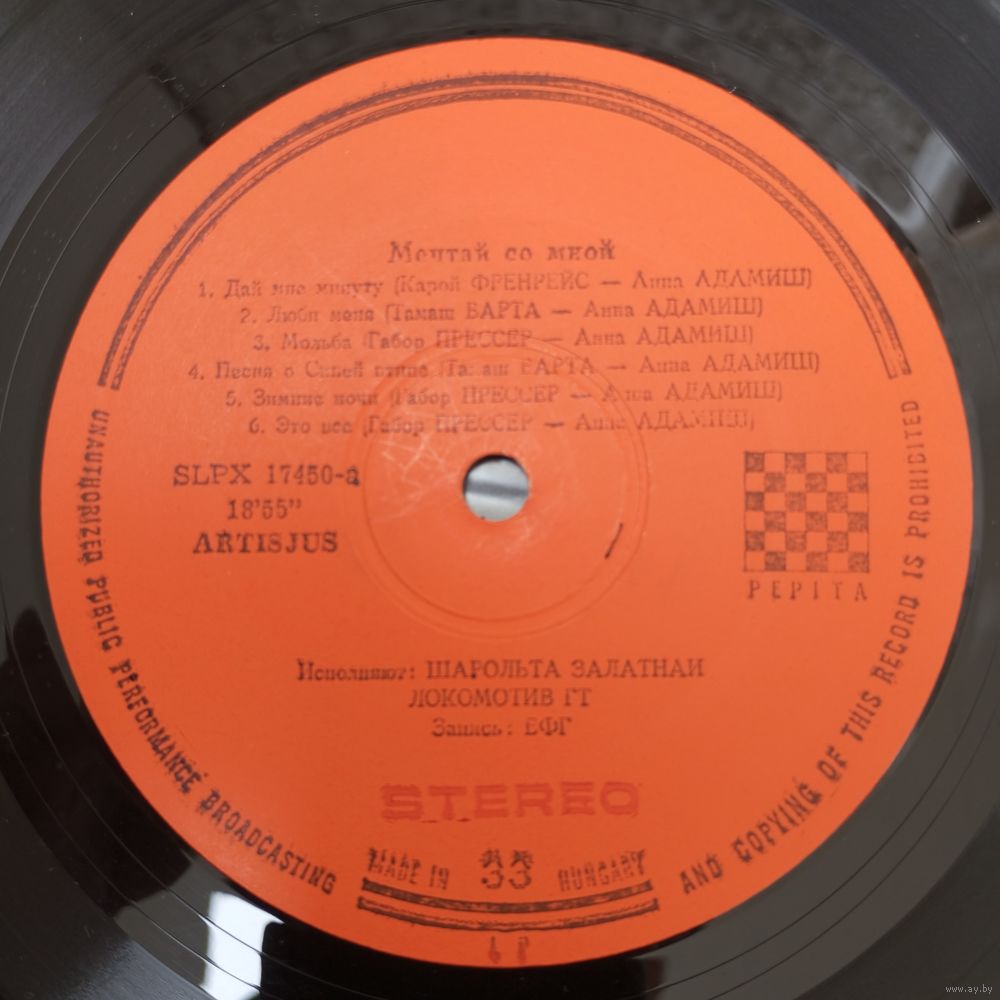 Мечтай со мной
1. Дай мне минуту (Карой ФРЕНРЕЙС — Анна АДАМИШ)
2. Люби меня (Тамаш БАРТА — Анна АДАМИШ)
3. Мольба (Габор ПРЕССЕР — Анна АДАМИШ)
4. Песня о Синей птице (Тамаш БАРТА — Анна АДАМИШ)
5. Зимние ночи (Габор ПРЕССЕР — Анна АДАМИШ)
6. Это все (Габор ПРЕССЕР — Анна АДАМИШ)
SLPX 17450-a
18'55"
ARTISJUS
PEPITA
Исполняют: ШАРОЛЬТА ЗАЛАТНАИ
ЛОКОМОТИВ ГТ
Запись: ЕФГ
STEREO
MADE IN 33 HUNGARY
LP
UNAUTHORIZED PUBLIC PERFORMANCE BROADCASTING AND COPYING OF THIS RECORD IS PROHIBITED
www.ay.by